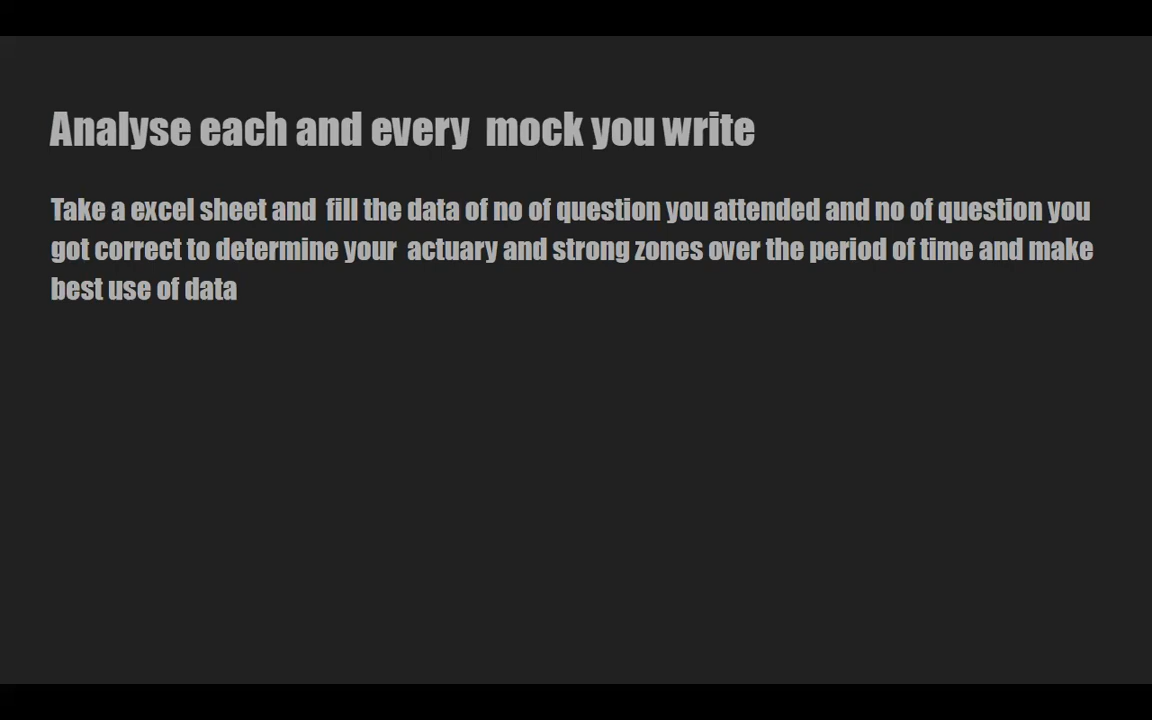 Analyse each and every  mock you write
Take a excel sheet and  fill the data of no of question you attended and no of question you
got correct to determine your  actuary and strong zones over the period of time and make
best use of data